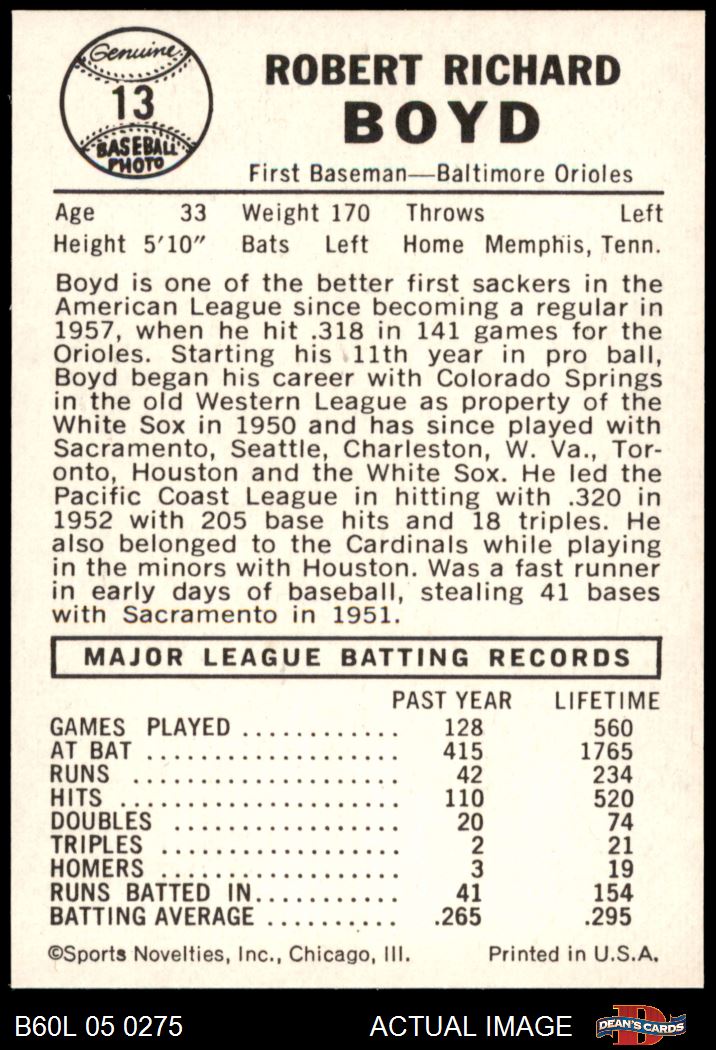 Genuine
13
BASEBALL
PHOTO
ROBERT RICHARD
BOYD
First Baseman—Baltimore Orioles
Age 33 Weight 170 Throws Left
Height 5'10" Bats Left Home Memphis, Tenn.
Boyd is one of the better first sackers in the
American League since becoming a regular in
1957, when he hit .318 in 141 games for the
Orioles. Starting his 11th year in pro ball,
Boyd began his career with Colorado Springs
in the old Western League as property of the
White Sox in 1950 and has since played with
Sacramento, Seattle, Charleston, W. Va., Tor-
onto, Houston and the White Sox. He led the
Pacific Coast League in hitting with .320 in
1952 with 205 base hits and 18 triples. He
also belonged to the Cardinals while playing
in the minors with Houston. Was a fast runner
in early days of baseball, stealing 41 bases
with Sacramento in 1951.
MAJOR LEAGUE BATTING RECORDS
PAST YEAR LIFETIME
GAMES PLAYED ............ 128 560
AT BAT .................... 415 1765
RUNS ..................... 42 234
HITS ...................... 110 520
DOUBLES .................. 20 74
TRIPLES .................... 2 21
HOMERS ................... 3 19
RUNS BATTED IN........... 41 154
BATTING AVERAGE .......... .265 .295
©Sports Novelties, Inc., Chicago, Ill. Printed in U.S.A.
B60L 05 0275 ACTUAL IMAGE D DEAN'S CARDS